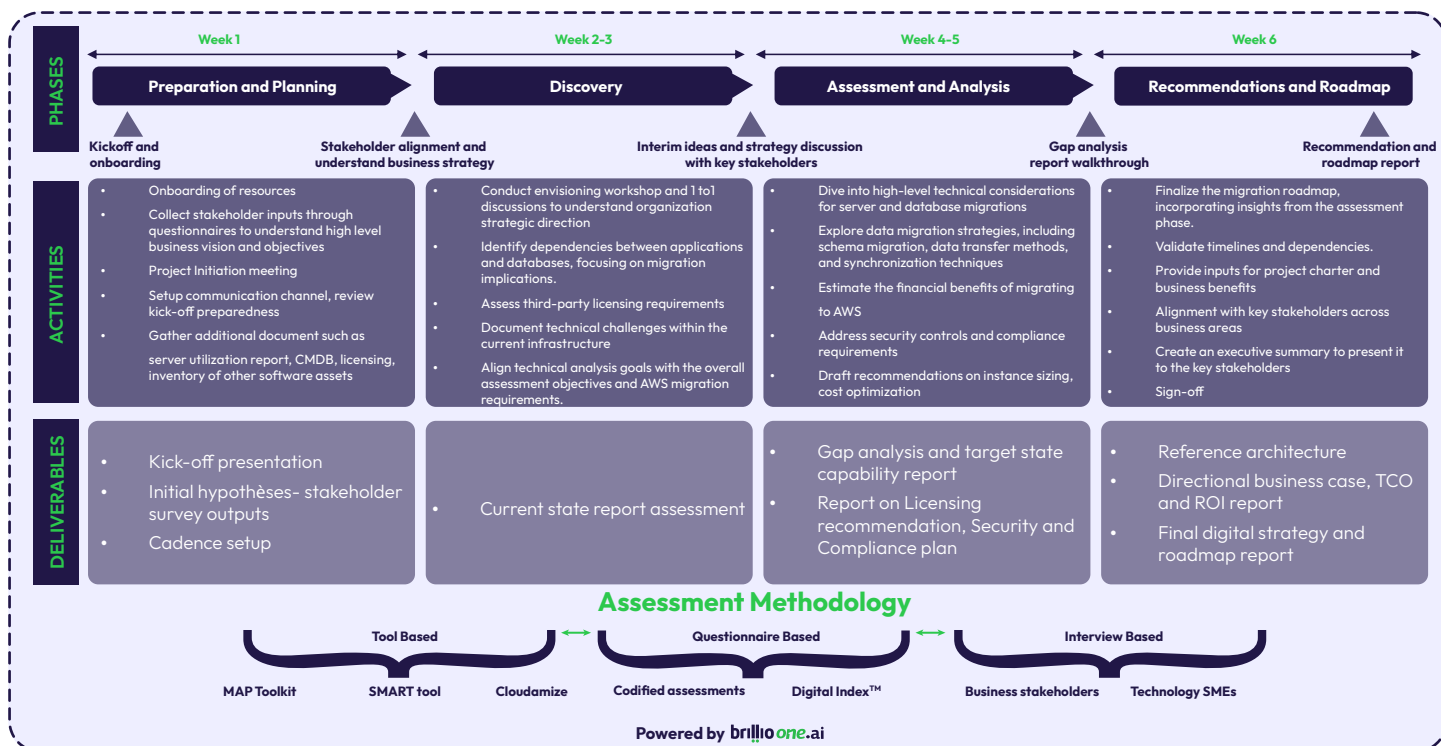 PHASES
Week 1
Week 2-3
Week 4-5
Week 6
Preparation and Planning
Discovery
Assessment and Analysis
Recommendations and Roadmap
Kickoff and
onboarding
Stakeholder alignment and
understand business strategy
Interim ideas and strategy discussion
with key stakeholders
Gap analysis
report walkthrough
Recommendation and
roadmap report
ACTIVITIES
• Onboarding of resources
• Collect stakeholder inputs through
questionnaires to understand high level
business vision and objectives
• Project Initiation meeting
• Setup communication channel, review
kick-off preparedness
• Gather additional document such as
server utilization report, CMDB, licensing,
inventory of other software assets
• Conduct envisioning workshop and 1 to1
discussions to understand organization
strategic direction
• Identify dependencies between applications
and databases, focusing on migration
implications.
• Assess third-party licensing requirements
• Document technical challenges within the
current infrastructure
• Align technical analysis goals with the overall
assessment objectives and AWS migration
requirements.
• Dive into high-level technical considerations
for server and database migrations
• Explore data migration strategies, including
schema migration, data transfer methods,
and synchronization techniques
• Estimate the financial benefits of migrating
to AWS
• Address security controls and compliance
requirements
• Draft recommendations on instance sizing,
cost optimization
• Finalize the migration roadmap,
incorporating insights from the assessment
phase.
• Validate timelines and dependencies.
• Provide inputs for project charter and
business benefits
• Alignment with key stakeholders across
business areas
• Create an executive summary to present it
to the key stakeholders
• Sign-off
DELIVERABLES
• Kick-off presentation
• Initial hypothèses- stakeholder
survey outputs
• Cadence setup
• Current state report assessment
• Gap analysis and target state
capability report
• Report on Licensing
recommendation, Security and
Compliance plan
• Reference architecture
• Directional business case, TCO
and ROI report
• Final digital strategy and
roadmap report
Assessment Methodology
Tool Based
Questionnaire Based
Interview Based
MAP Toolkit
SMART tool
Cloudamize
Codified assessments
Digital Index™
Business stakeholders
Technology SMEs
Powered by brillio one.ai